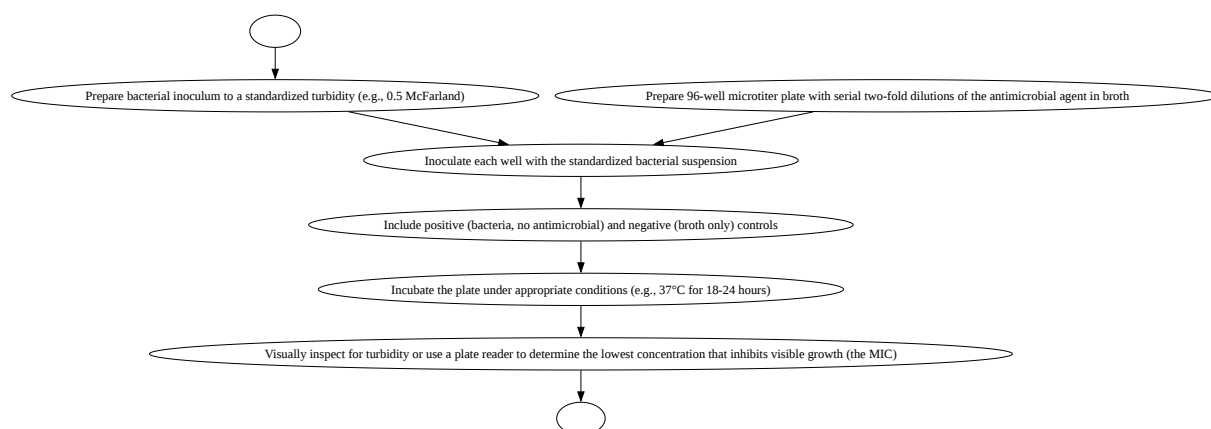 Prepare bacterial inoculum to a standardized turbidity (e.g., 0.5 McFarland)
Prepare 96-well microtiter plate with serial two-fold dilutions of the antimicrobial agent in broth
Inoculate each well with the standardized bacterial suspension
Include positive (bacteria, no antimicrobial) and negative (broth only) controls
Incubate the plate under appropriate conditions (e.g., 37°C for 18-24 hours)
Visually inspect for turbidity or use a plate reader to determine the lowest concentration that inhibits visible growth (the MIC)